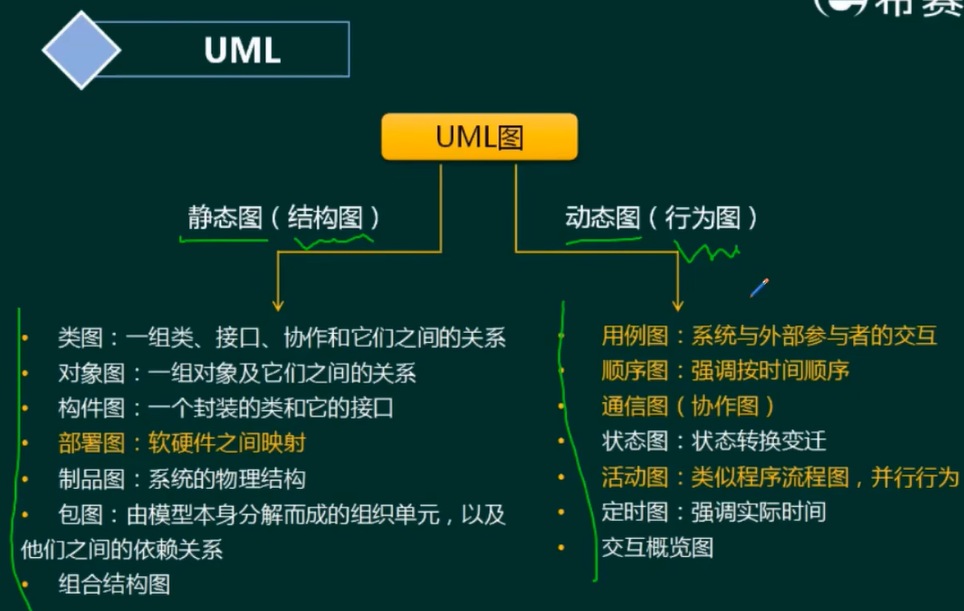 布赛
UML
UML图
静态图（结构图）
动态图（行为图）
类图：一组类、接口、协作和它们之间的关系
对象图：一组对象及它们之间的关系
构件图：一个封装的类和它的接口
部署图：软硬件之间映射
制品图：系统的物理结构
包图：由模型本身分解而成的组织单元，以及
他们之间的依赖关系
组合结构图
用例图：系统与外部参与者的交互
顺序图：强调按时间顺序
通信图（协作图）
状态图：状态转换变迁
活动图：类似程序流程图，并行行为
定时图：强调实际时间
交互概览图